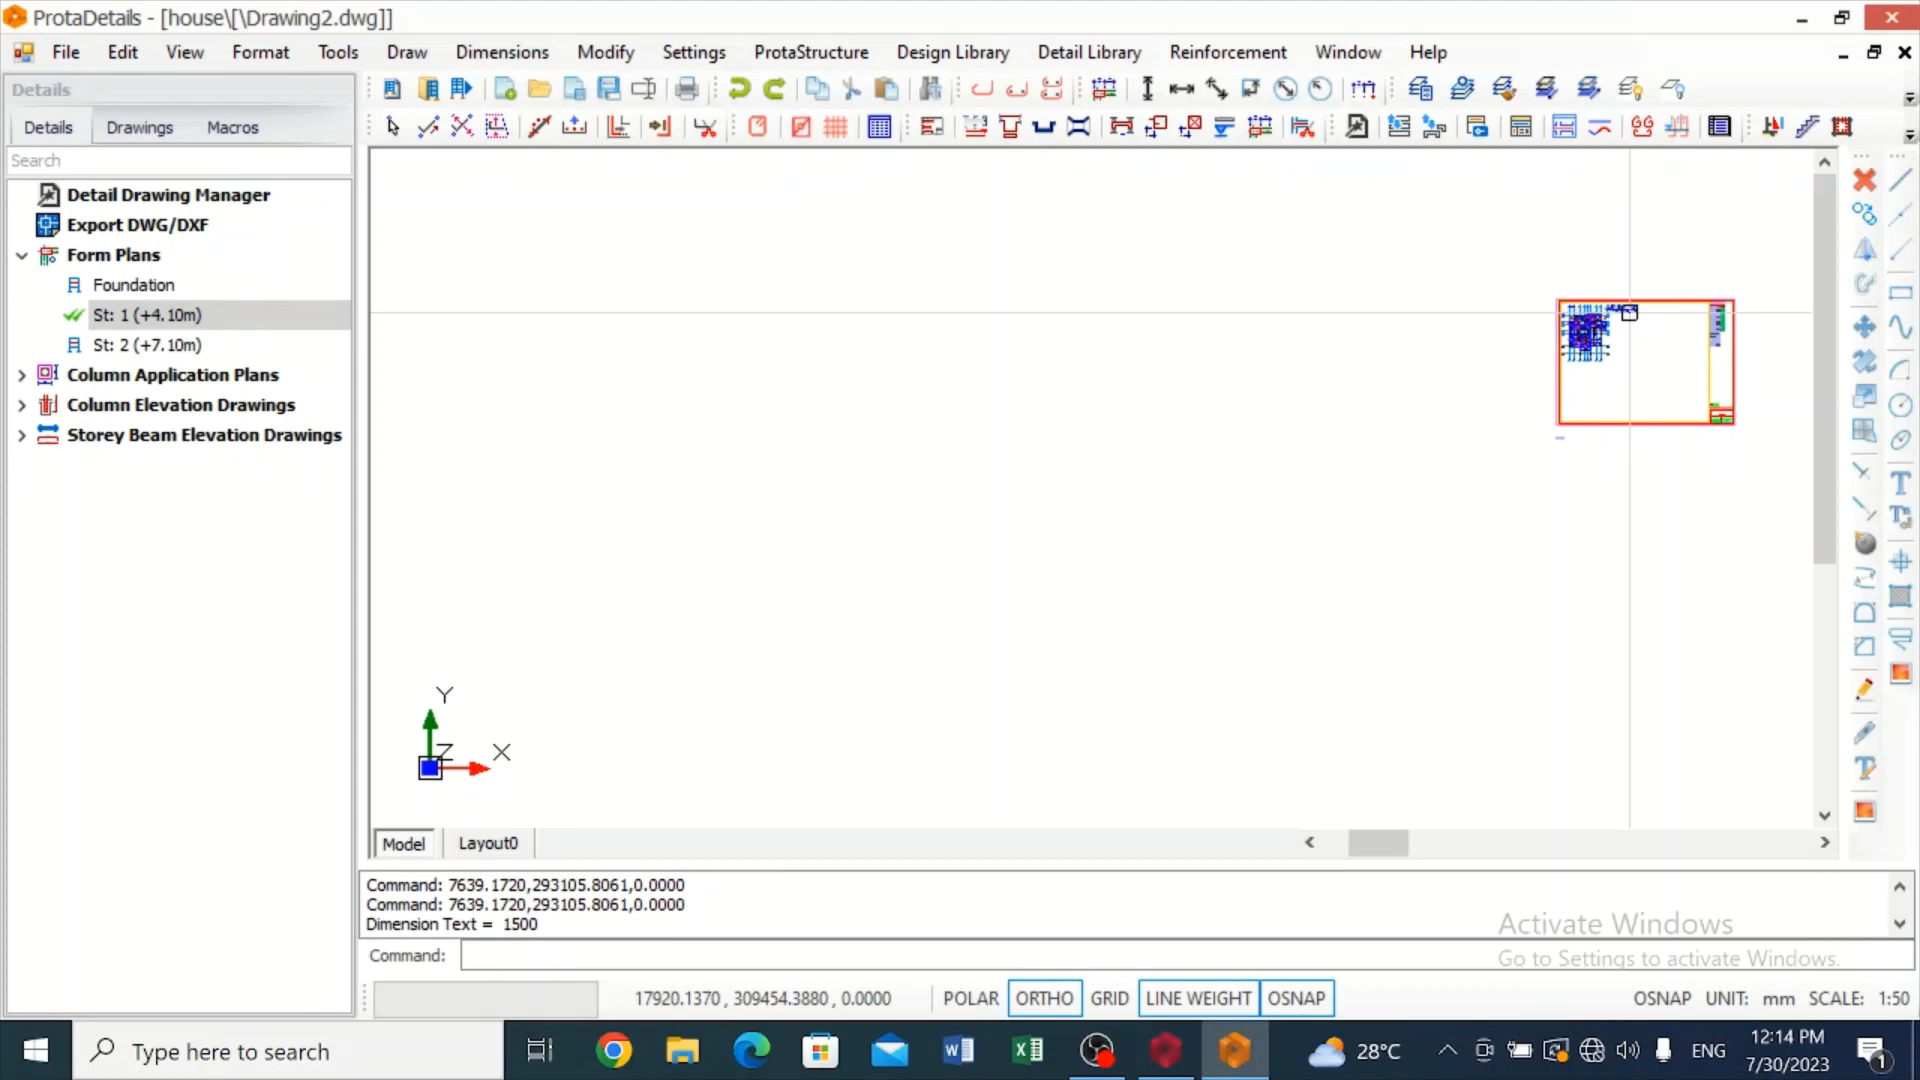 ProtaDetails - [house\[\Drawing2.dwg]]
File Edit View Format Tools Draw Dimensions Modify Settings ProtaStructure Design Library Detail Library Reinforcement Window Help
Details
Details Drawings Macros
Search
Detail Drawing Manager
Export DWG/DXF
Form Plans
Foundation
St: 1 (+4.10m)
St: 2 (+7.10m)
Column Application Plans
Column Elevation Drawings
Storey Beam Elevation Drawings
Y
Z
X
Model Layout0
Command: 7639.1720,293105.8061,0.0000
Command: 7639.1720,293105.8061,0.0000
Dimension Text = 1500
Activate Windows
Command:
Go to Settings to activate Windows.
17920.1370 , 309454.3880 , 0.0000 POLAR ORTHO GRID LINE WEIGHT OSNAP OSNAP UNIT: mm SCALE: 1:50
Type here to search
28°C
ENG
12:14 PM
7/30/2023
1